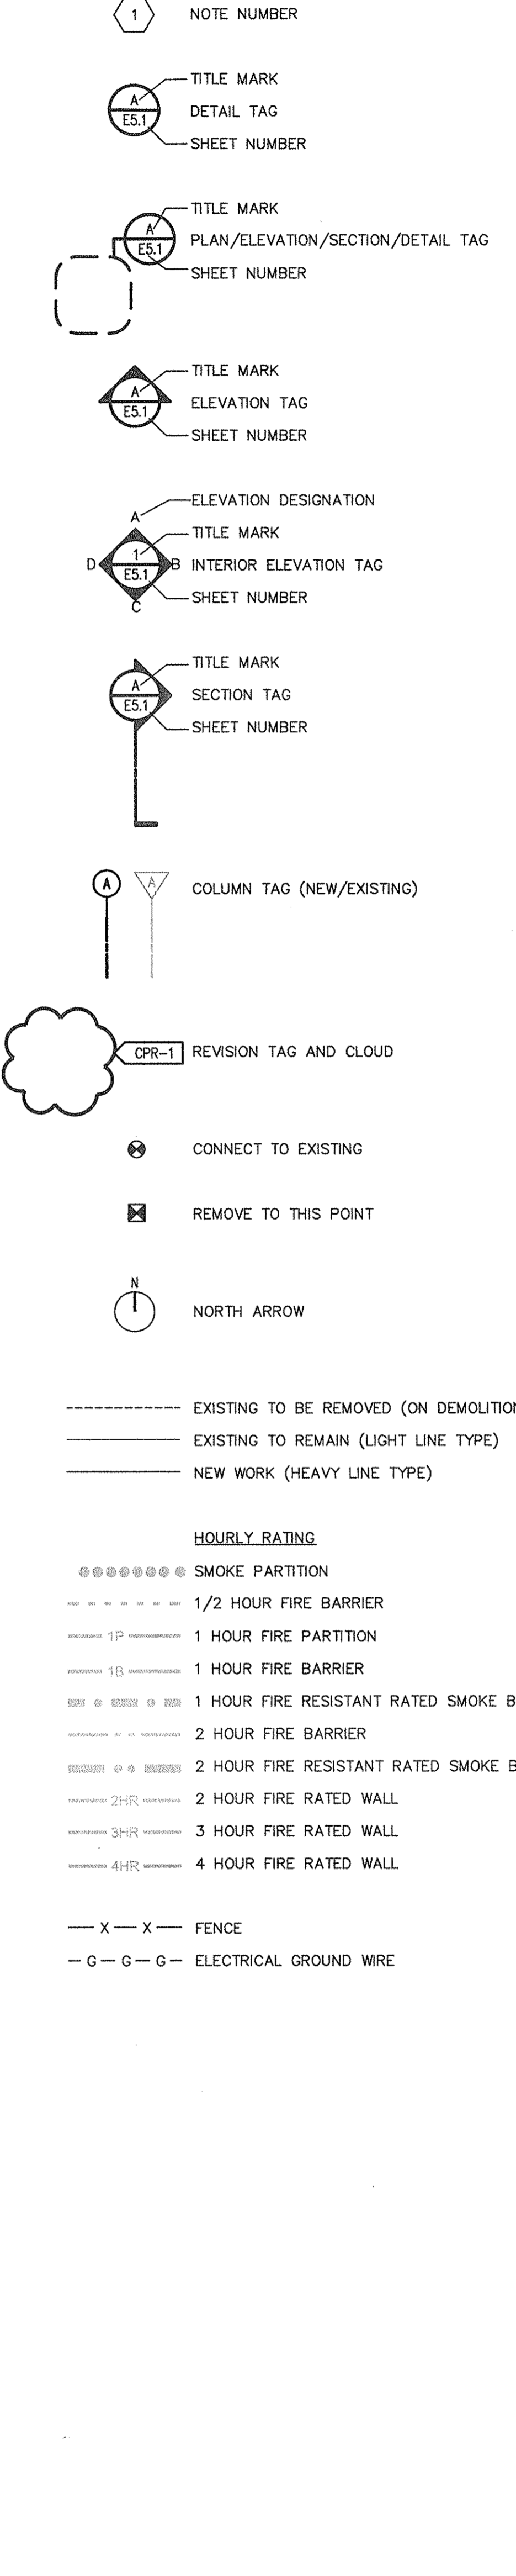 1 NOTE NUMBER
TITLE MARK
A
DETAIL TAG
E5.1
SHEET NUMBER
TITLE MARK
A
PLAN/ELEVATION/SECTION/DETAIL TAG
E5.1
SHEET NUMBER
TITLE MARK
A
ELEVATION TAG
E5.1
SHEET NUMBER
ELEVATION DESIGNATION
A
TITLE MARK
1
D B INTERIOR ELEVATION TAG
E5.1
SHEET NUMBER
C
TITLE MARK
A
SECTION TAG
E5.1
SHEET NUMBER
A A COLUMN TAG (NEW/EXISTING)
CPR-1 REVISION TAG AND CLOUD
CONNECT TO EXISTING
REMOVE TO THIS POINT
N
NORTH ARROW
EXISTING TO BE REMOVED (ON DEMOLITION
EXISTING TO REMAIN (LIGHT LINE TYPE)
NEW WORK (HEAVY LINE TYPE)
HOURLY RATING
SMOKE PARTITION
1/2 HOUR FIRE BARRIER
1P 1 HOUR FIRE PARTITION
1B 1 HOUR FIRE BARRIER
1 HOUR FIRE RESISTANT RATED SMOKE B
2 HOUR FIRE BARRIER
2 HOUR FIRE RESISTANT RATED SMOKE B
2HR 2 HOUR FIRE RATED WALL
3HR 3 HOUR FIRE RATED WALL
4HR 4 HOUR FIRE RATED WALL
X X FENCE
G G G ELECTRICAL GROUND WIRE